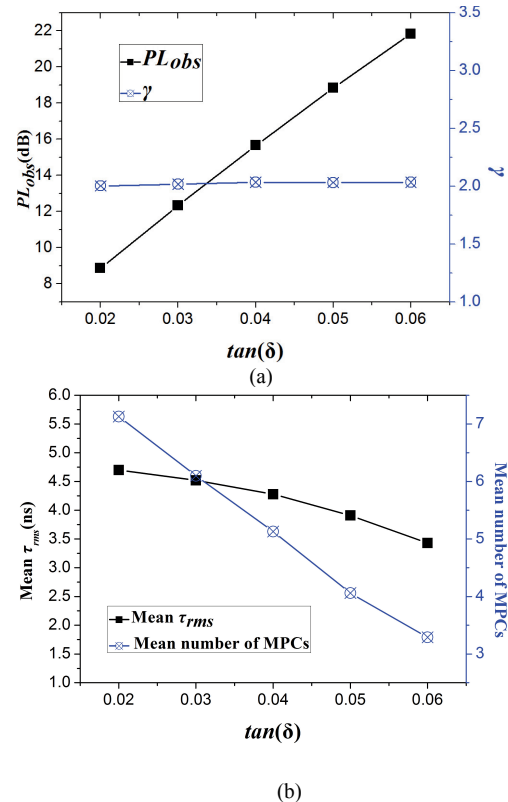 22
20
18
16
14
12
10
8
PLobs(dB)
PLobs
γ
3.5
3.0
2.5
2.0
1.5
1.0
γ
0.02 0.03 0.04 0.05 0.06
tan(δ)
(a)
6.0
5.5
5.0
4.5
4.0
3.5
3.0
2.5
2.0
1.5
1.0
Mean τrms(ns)
Mean τrms
Mean number of MPCs
7
6
5
4
3
Mean number of MPCs
0.02 0.03 0.04 0.05 0.06
tan(δ)
(b)